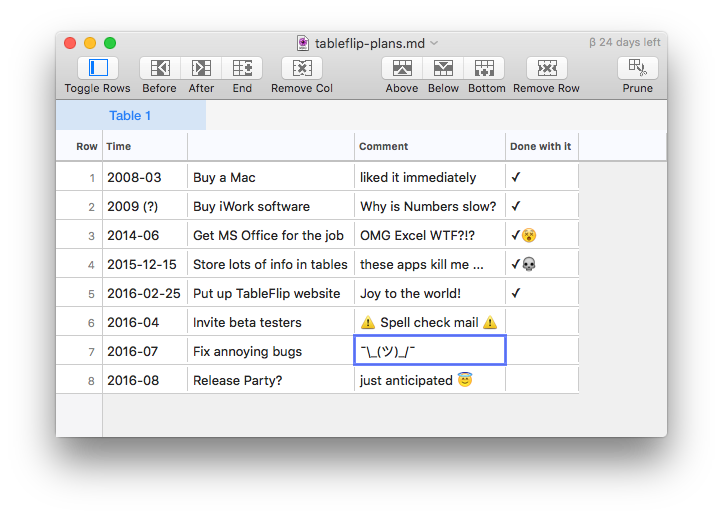 tableflip-plans.md
β 24 days left
Toggle Rows Before After End Remove Col Above Below Bottom Remove Row Prune
Table 1
Row Time Comment Done with it
1 2008-03 Buy a Mac liked it immediately ✓
2 2009 (?) Buy iWork software Why is Numbers slow? ✓
3 2014-06 Get MS Office for the job OMG Excel WTF?!? ✓😵
4 2015-12-15 Store lots of info in tables these apps kill me ... ✓💀
5 2016-02-25 Put up TableFlip website Joy to the world! ✓
6 2016-04 Invite beta testers ⚠️ Spell check mail ⚠️
7 2016-07 Fix annoying bugs ¯\_(ツ)_/¯
8 2016-08 Release Party? just anticipated 😇